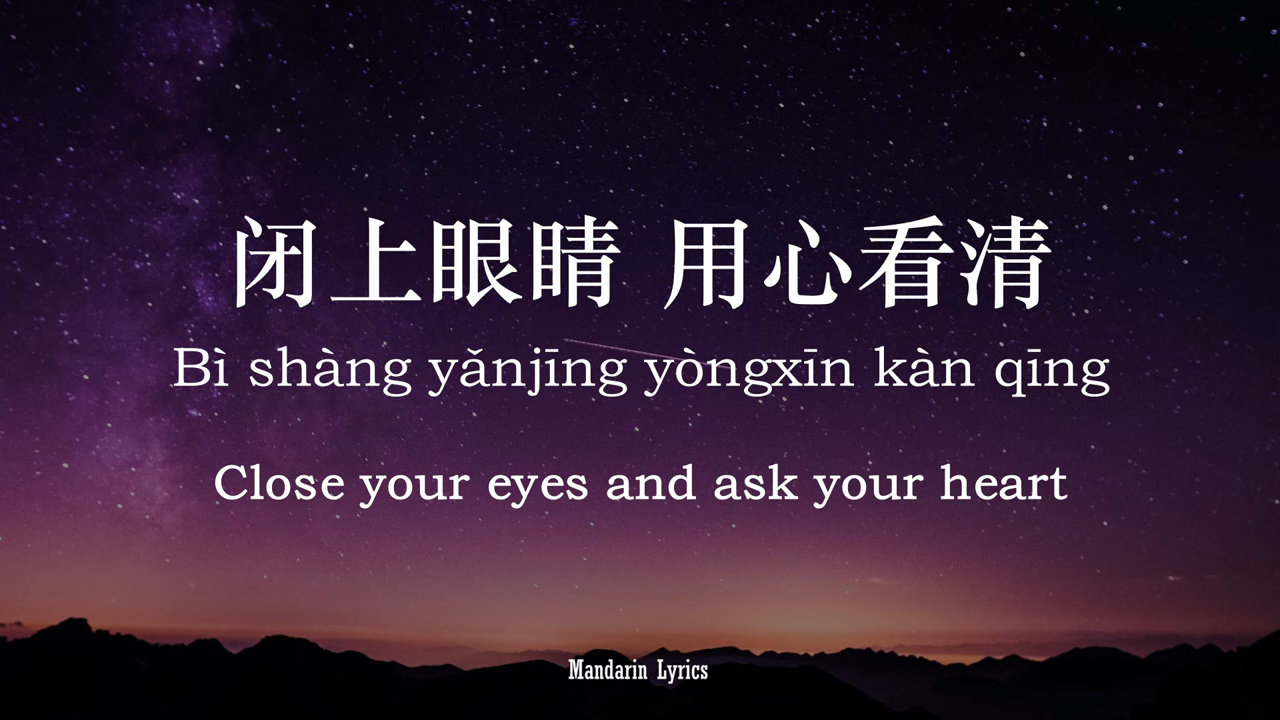 闭上眼睛 用心看清
Bì shàng yǎnjīng yòngxīn kàn qīng
Close your eyes and ask your heart
Mandarin Lyrics